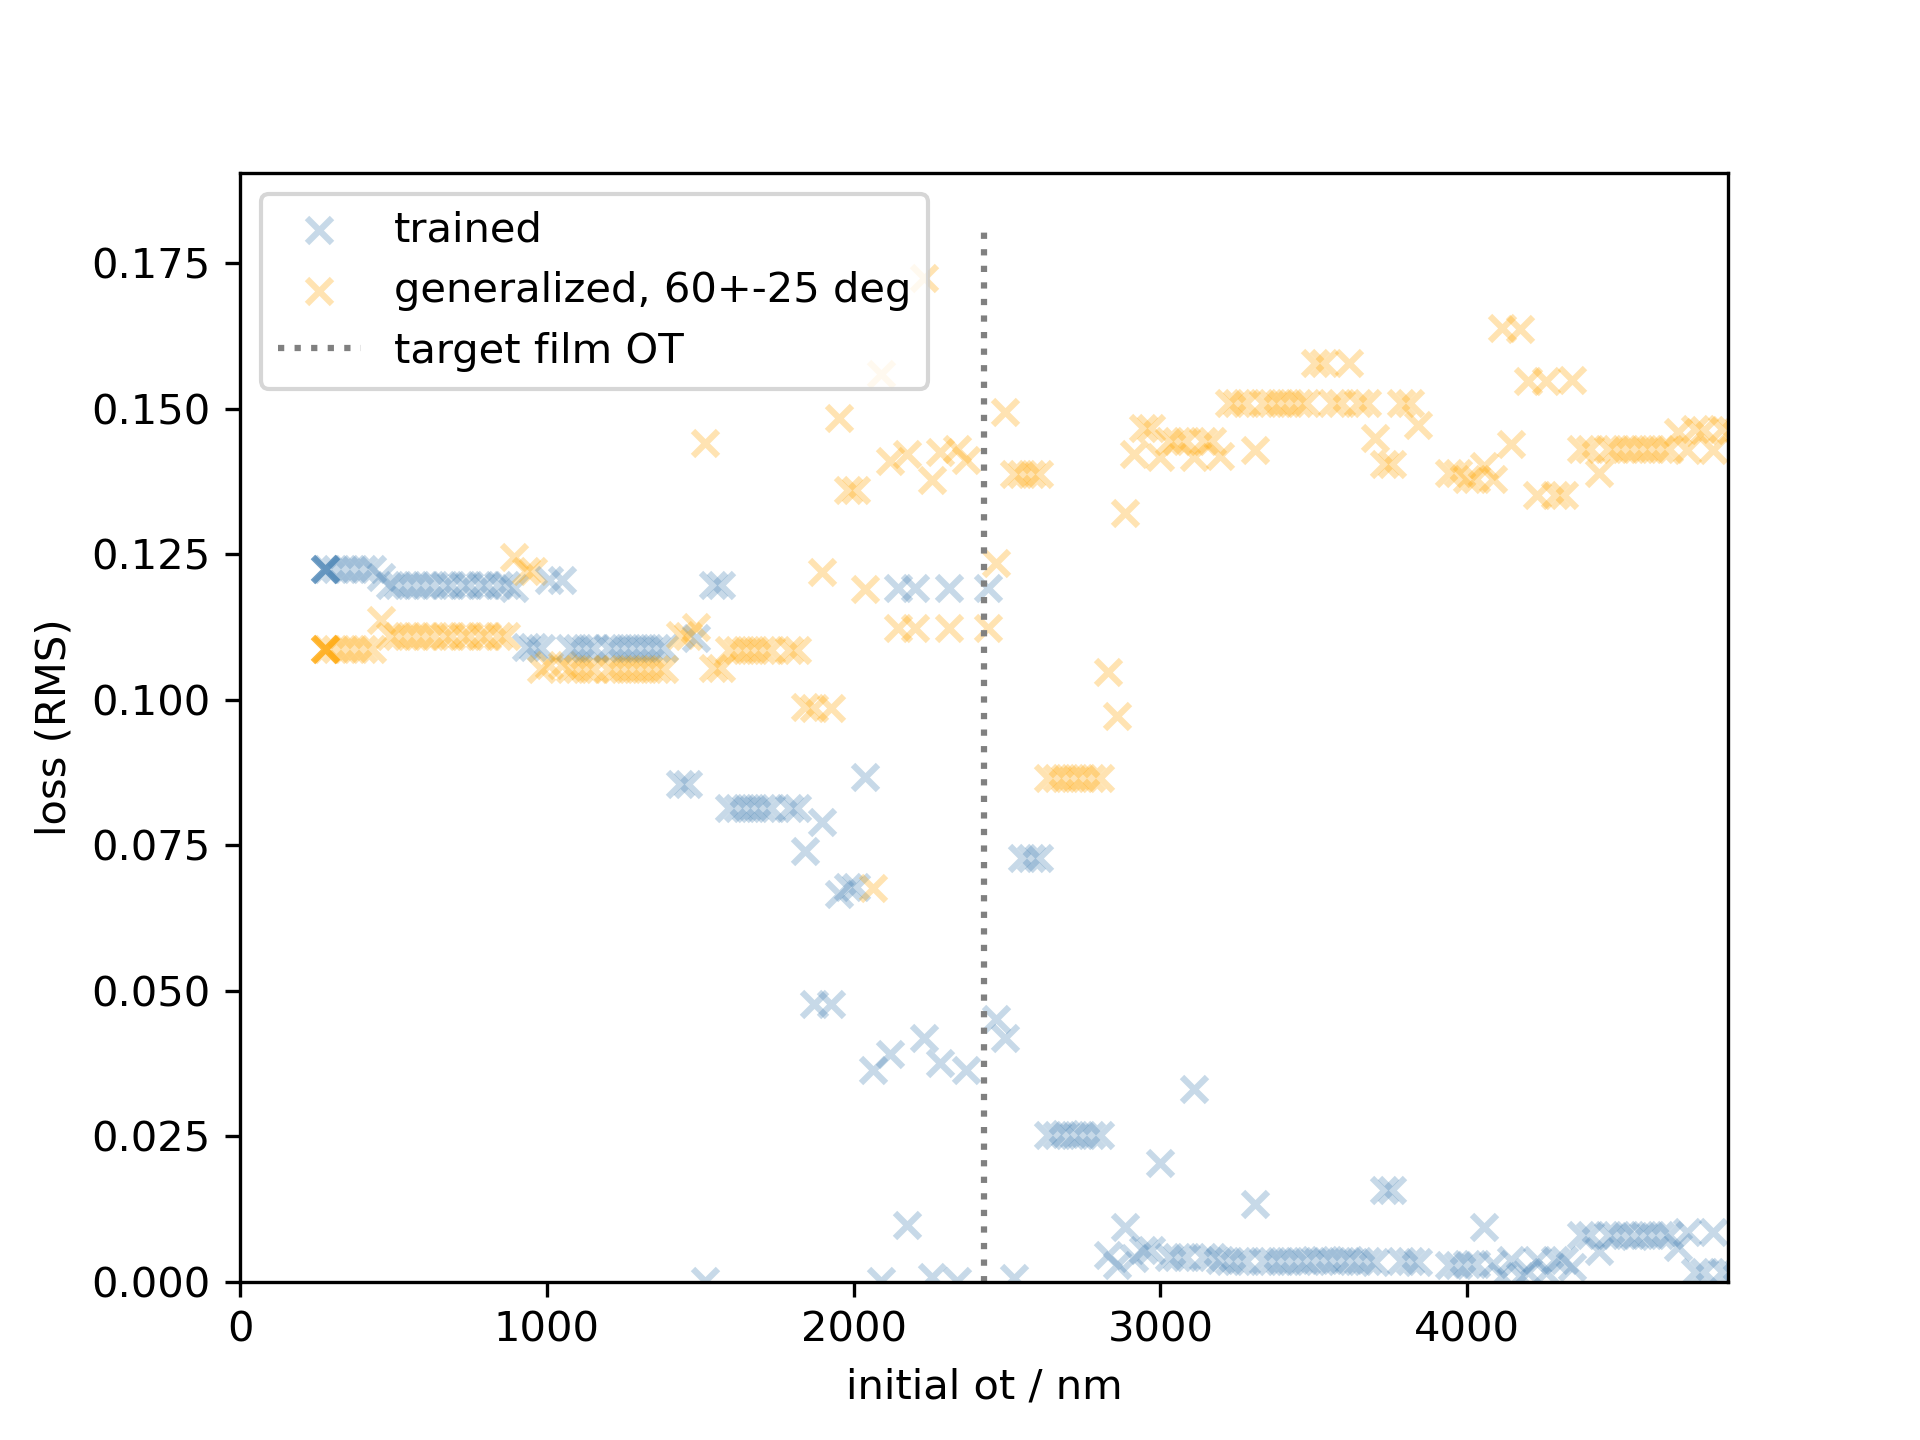 trained
generalized, 60+-25 deg
target film OT
0.175
0.150
0.125
0.100
0.075
0.050
0.025
0.000
loss (RMS)
0
1000
2000
3000
4000
initial ot / nm